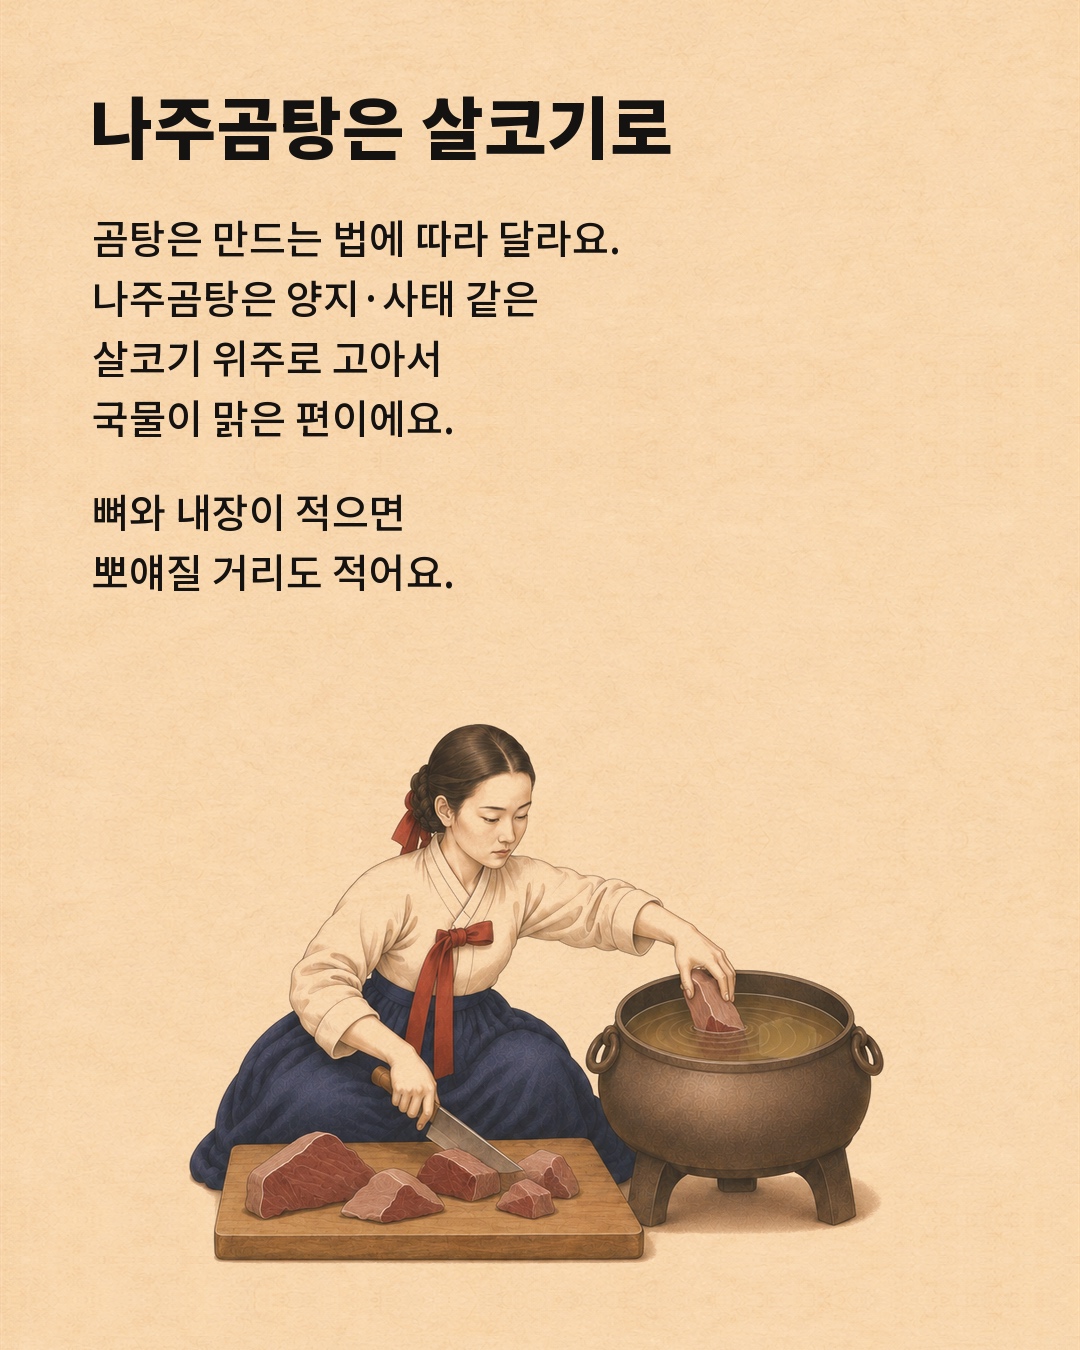 나주곰탕은 살코기로
곰탕은 만드는 법에 따라 달라요.
나주곰탕은 양지·사태 같은
살코기 위주로 고아서
국물이 맑은 편이에요.
뼈와 내장이 적으면
뽀얘질 거리도 적어요.